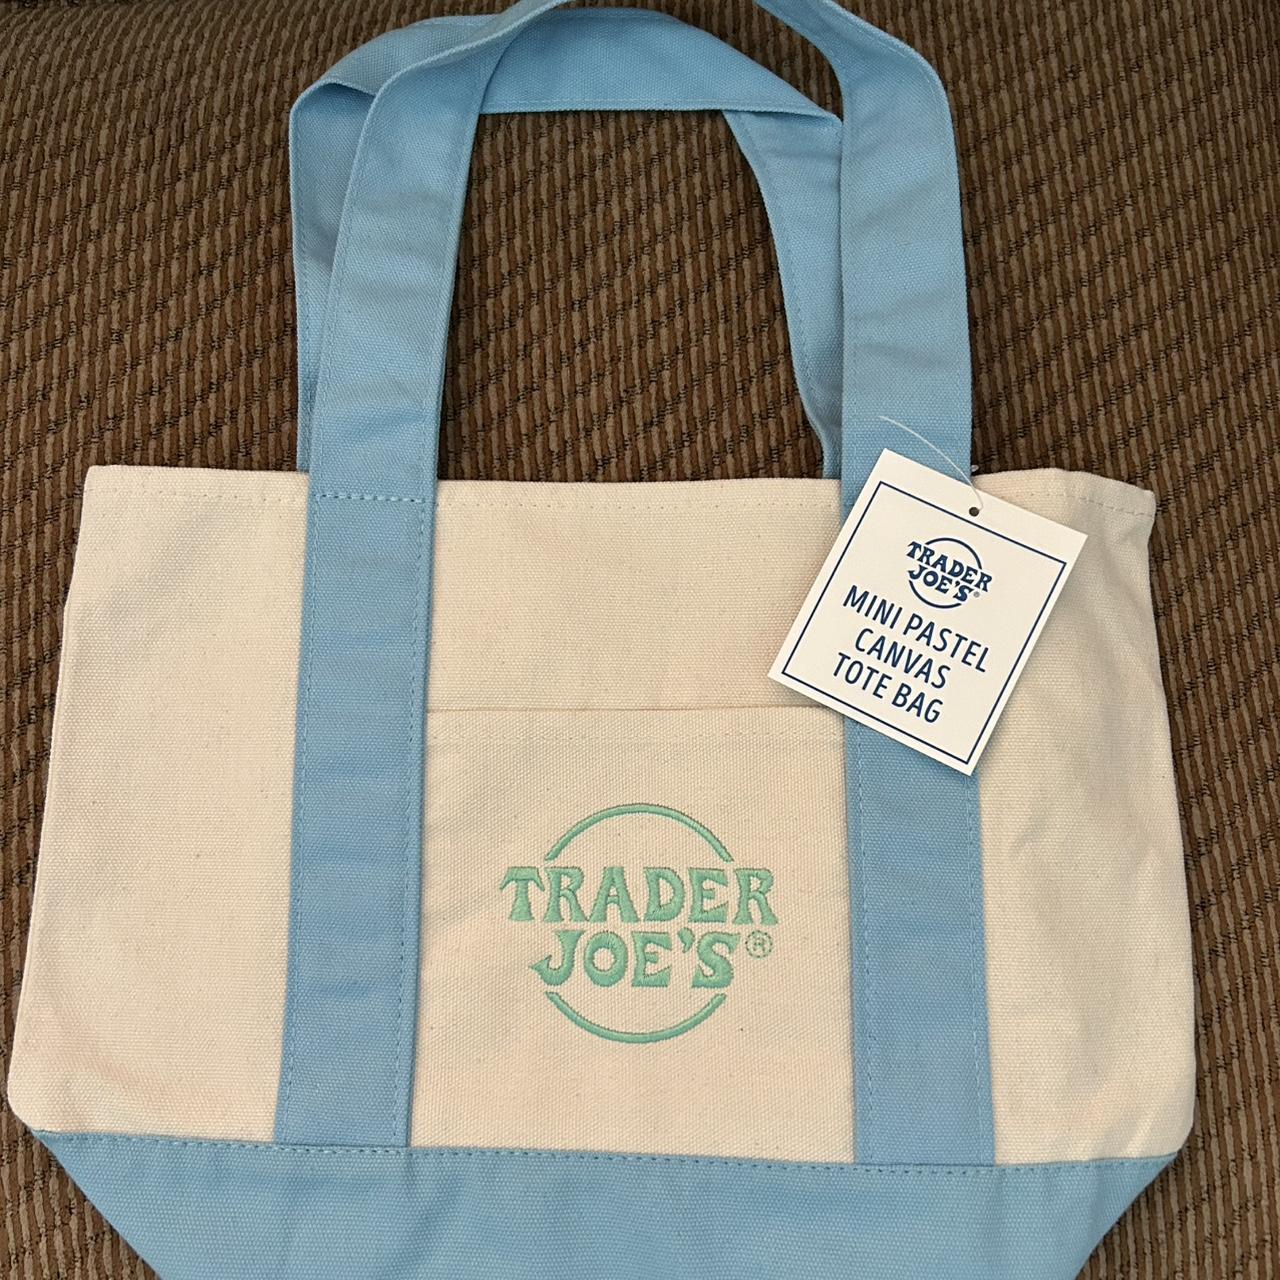 TRADER
JOE'S®
MINI PASTEL
CANVAS
TOTE BAG
TRADER
JOE'S®